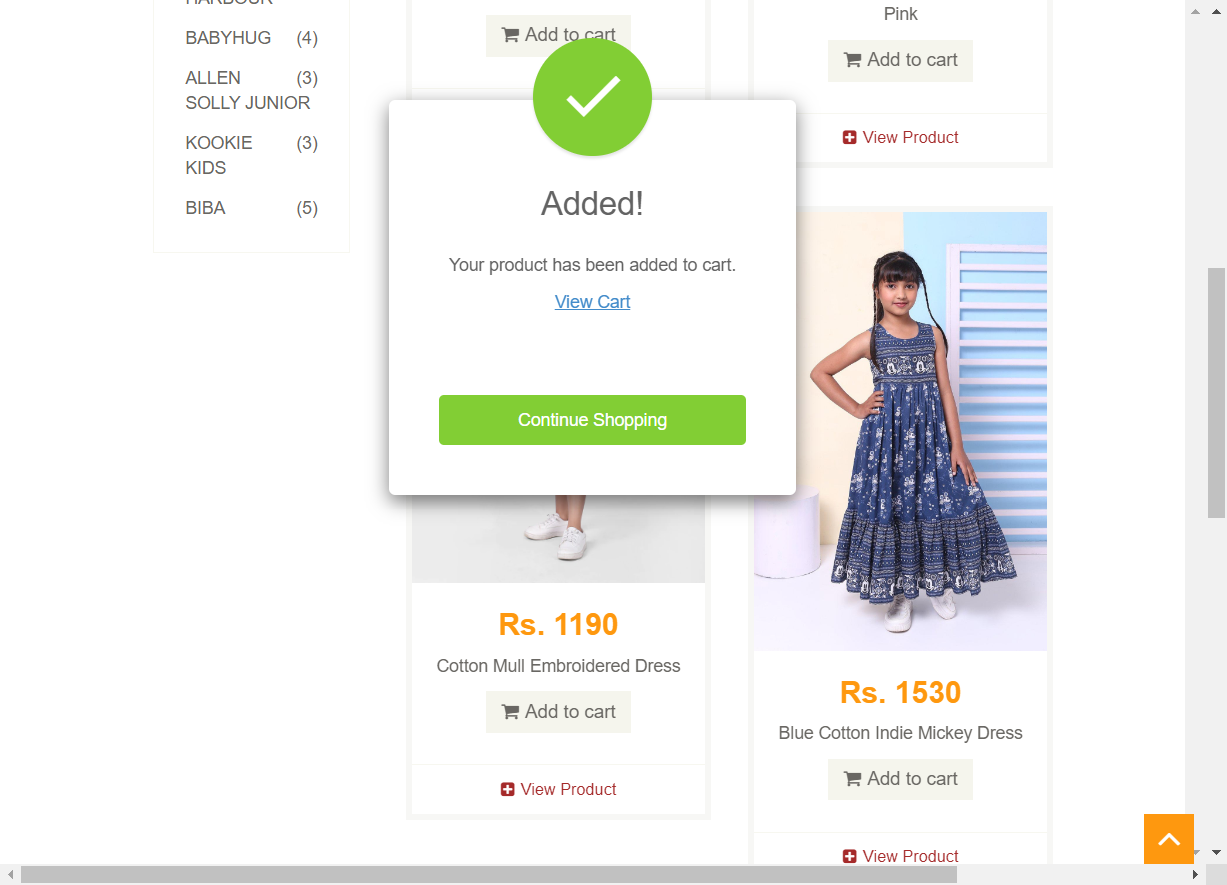 BABYHUG (4)
ALLEN SOLLY JUNIOR (3)
KOOKIE KIDS (3)
BIBA (5)
Add to cart
Pink
Add to cart
View Product
Added!
Your product has been added to cart.
View Cart
Continue Shopping
Rs. 1190
Cotton Mull Embroidered Dress
Add to cart
View Product
Rs. 1530
Blue Cotton Indie Mickey Dress
Add to cart
View Product